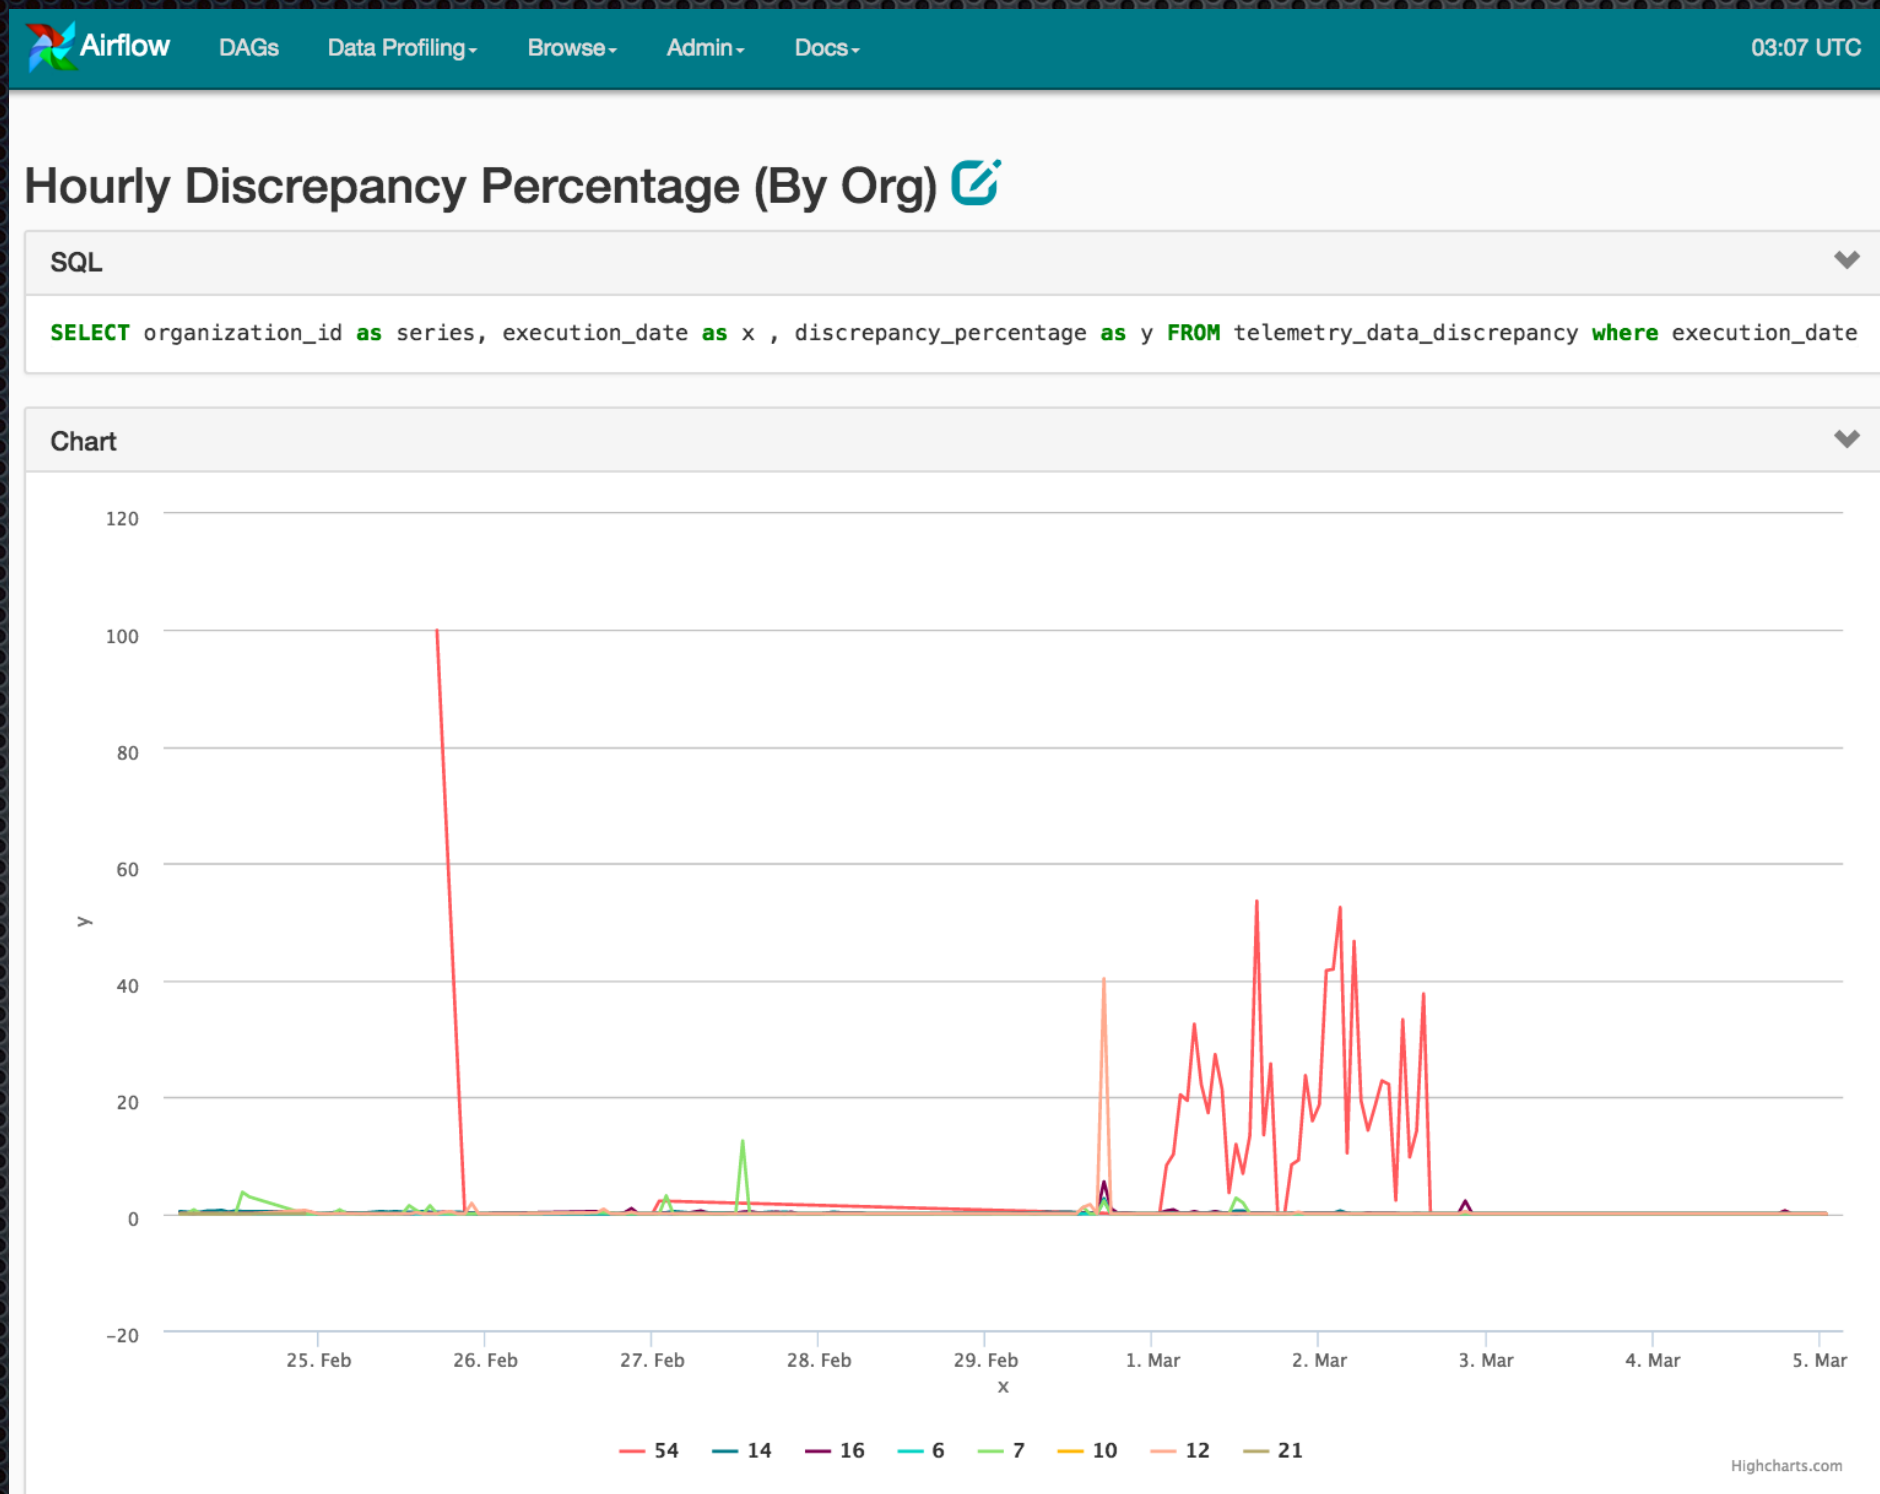 Airflow DAGs Data Profiling Browse Admin Docs 03:07 UTC
Hourly Discrepancy Percentage (By Org)
SQL
SELECT organization_id as series, execution_date as x , discrepancy_percentage as y FROM telemetry_data_discrepancy where execution_date
Chart
120
100
80
60
y
40
20
0
-20
25. Feb 26. Feb 27. Feb 28. Feb 29. Feb 1. Mar 2. Mar 3. Mar 4. Mar 5. Mar
x
54 14 16 6 7 10 12 21
Highcharts.com